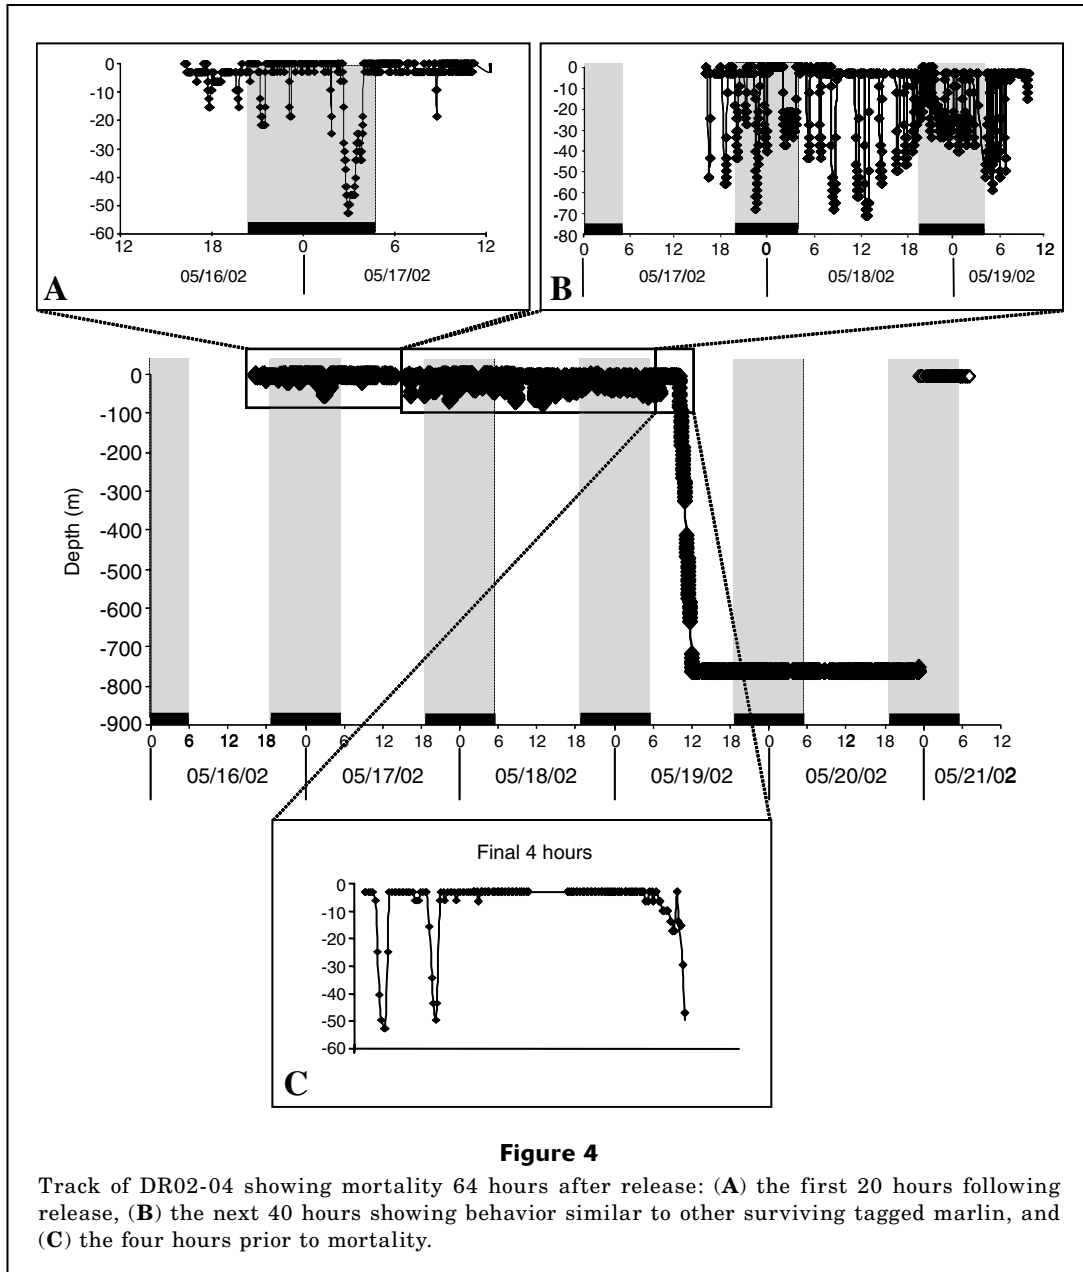 0
-10
-20
-30
-40
-50
-60
12 18 0 6 12
05/16/02 05/17/02
A
0
-10
-20
-30
-40
-50
-60
-70
-80
0 6 12 18 0 6 12 18 0 6 12
05/17/02 05/18/02 05/19/02
B
Depth (m)
0
-100
-200
-300
-400
-500
-600
-700
-800
-900
0 6 12 18 0 6 12 18 0 6 12 18 0 6 12 18 0 6 12 18 0 6 12
05/16/02 05/17/02 05/18/02 05/19/02 05/20/02 05/21/02
Final 4 hours
0
-10
-20
-30
-40
-50
-60
C
Figure 4
Track of DR02-04 showing mortality 64 hours after release: (A) the first 20 hours following
release, (B) the next 40 hours showing behavior similar to other surviving tagged marlin, and
(C) the four hours prior to mortality.